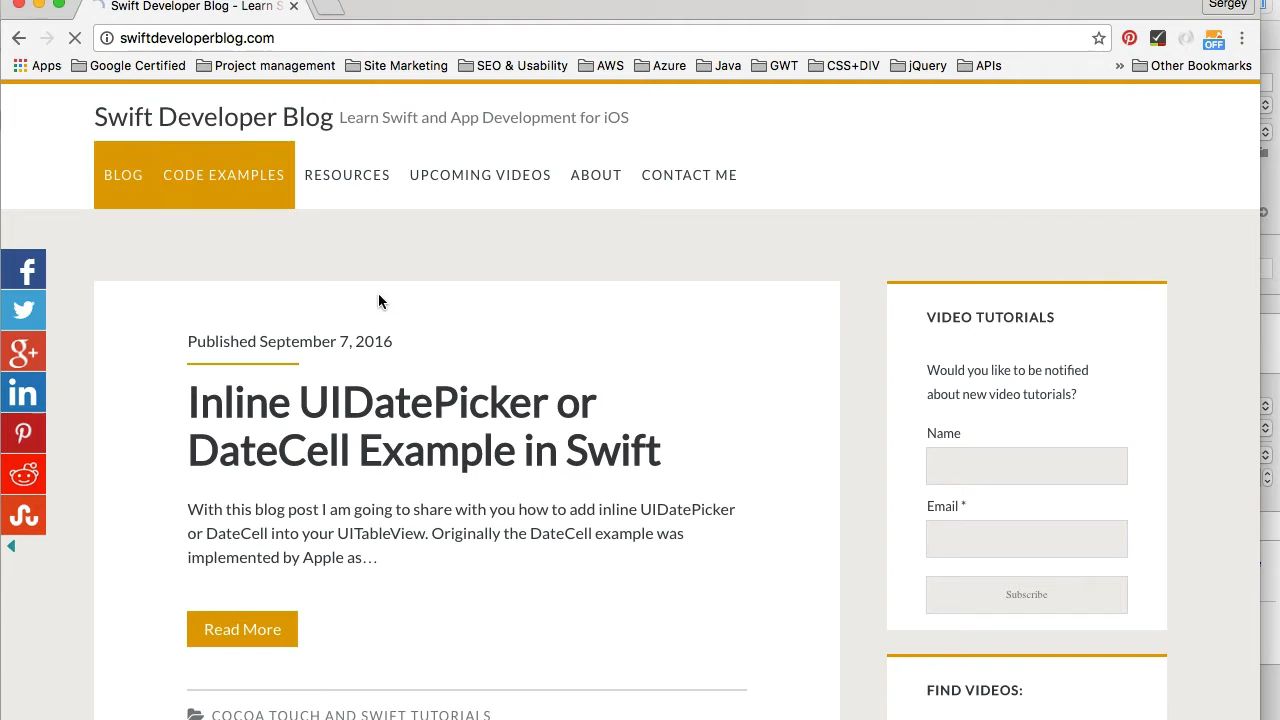 Swift Developer Blog - Learn S
Sergey
swiftdeveloperblog.com
OFF
Apps Google Certified Project management Site Marketing SEO & Usability AWS Azure Java GWT CSS+DIV jQuery APIs » Other Bookmarks
Swift Developer Blog Learn Swift and App Development for iOS
BLOG CODE EXAMPLES RESOURCES UPCOMING VIDEOS ABOUT CONTACT ME
Published September 7, 2016
Inline UIDatePicker or
DateCell Example in Swift
With this blog post I am going to share with you how to add inline UIDatePicker
or DateCell into your UITableView. Originally the DateCell example was
implemented by Apple as…
Read More
COCOA TOUCH AND SWIFT TUTORIALS
VIDEO TUTORIALS
Would you like to be notified
about new video tutorials?
Name
Email *
Subscribe
FIND VIDEOS: